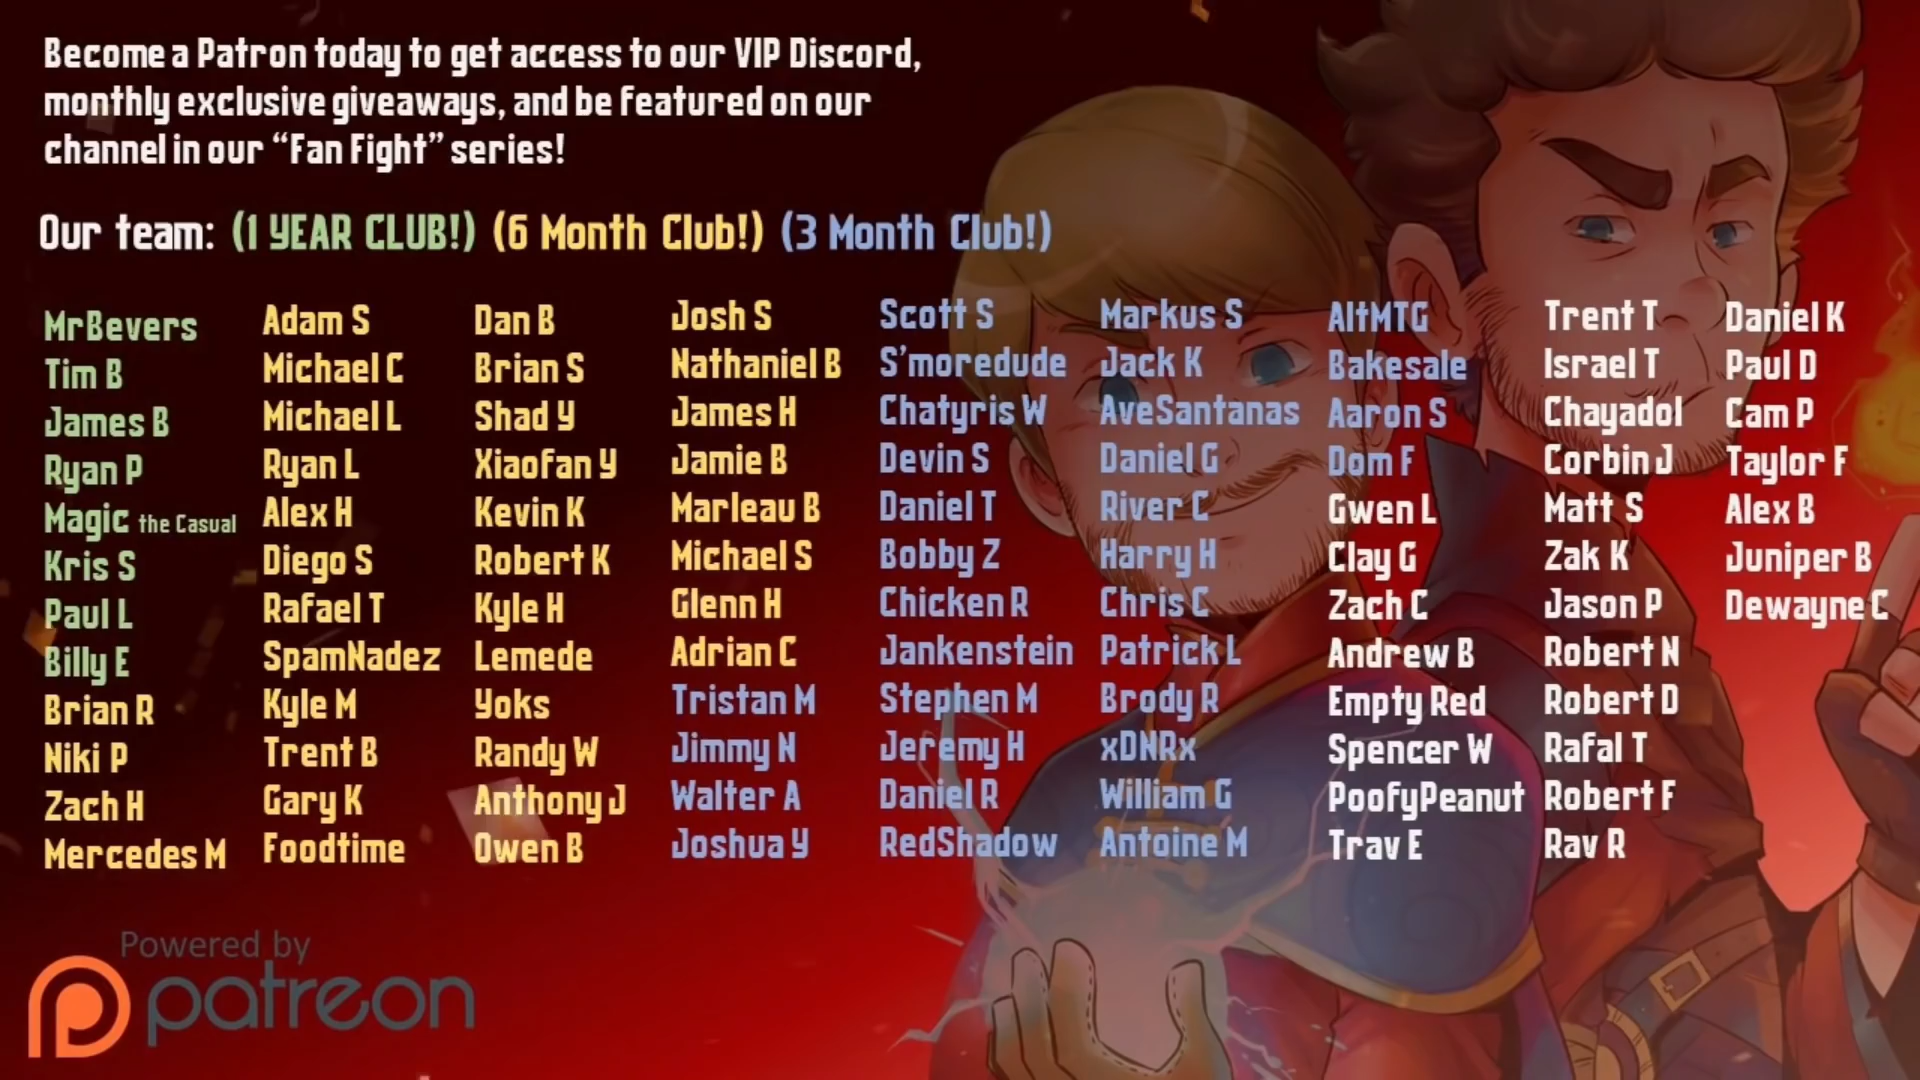 Become a Patron today to get access to our VIP Discord,
monthly exclusive giveaways, and be featured on our
channel in our “Fan Fight” series!
Our team: (1 YEAR CLUB!) (6 Month Club!) (3 Month Club!)
MrBevers
Tim B
James B
Ryan P
Magic the Casual
Kris S
Paul L
Billy E
Brian R
Niki P
Zach H
Mercedes M
Adam S
Michael C
Michael L
Ryan L
Alex H
Diego S
Rafael T
SpamNadez
Kyle M
Trent B
Gary K
Foodtime
Dan B
Brian S
Shad Y
Xiaofan Y
Kevin K
Robert K
Kyle H
Lemede
Yoks
Randy W
Anthony J
Owen B
Josh S
Nathaniel B
James H
Jamie B
Marleau B
Michael S
Glenn H
Adrian C
Tristan M
Jimmy N
Walter A
Joshua Y
Scott S
S’moredude
Chatyris W
Devin S
Daniel T
Bobby Z
Chicken R
Jankenstein
Stephen M
Jeremy H
Daniel R
RedShadow
Markus S
Jack K
AveSantanas
Daniel G
River C
Harry H
Chris C
Patrick L
Brody R
xDNRx
William G
Antoine M
AltMTG
Bakesale
Aaron S
Dom F
Gwen L
Clay G
Zach C
Andrew B
Empty Red
Spencer W
PoofyPeanut
Trav E
Trent T
Israel T
Chayadol
Corbin J
Matt S
Zak K
Jason P
Robert N
Robert D
Rafal T
Robert F
Rav R
Daniel K
Paul D
Cam P
Taylor F
Alex B
Juniper B
Dewayne C
Powered by
patreon